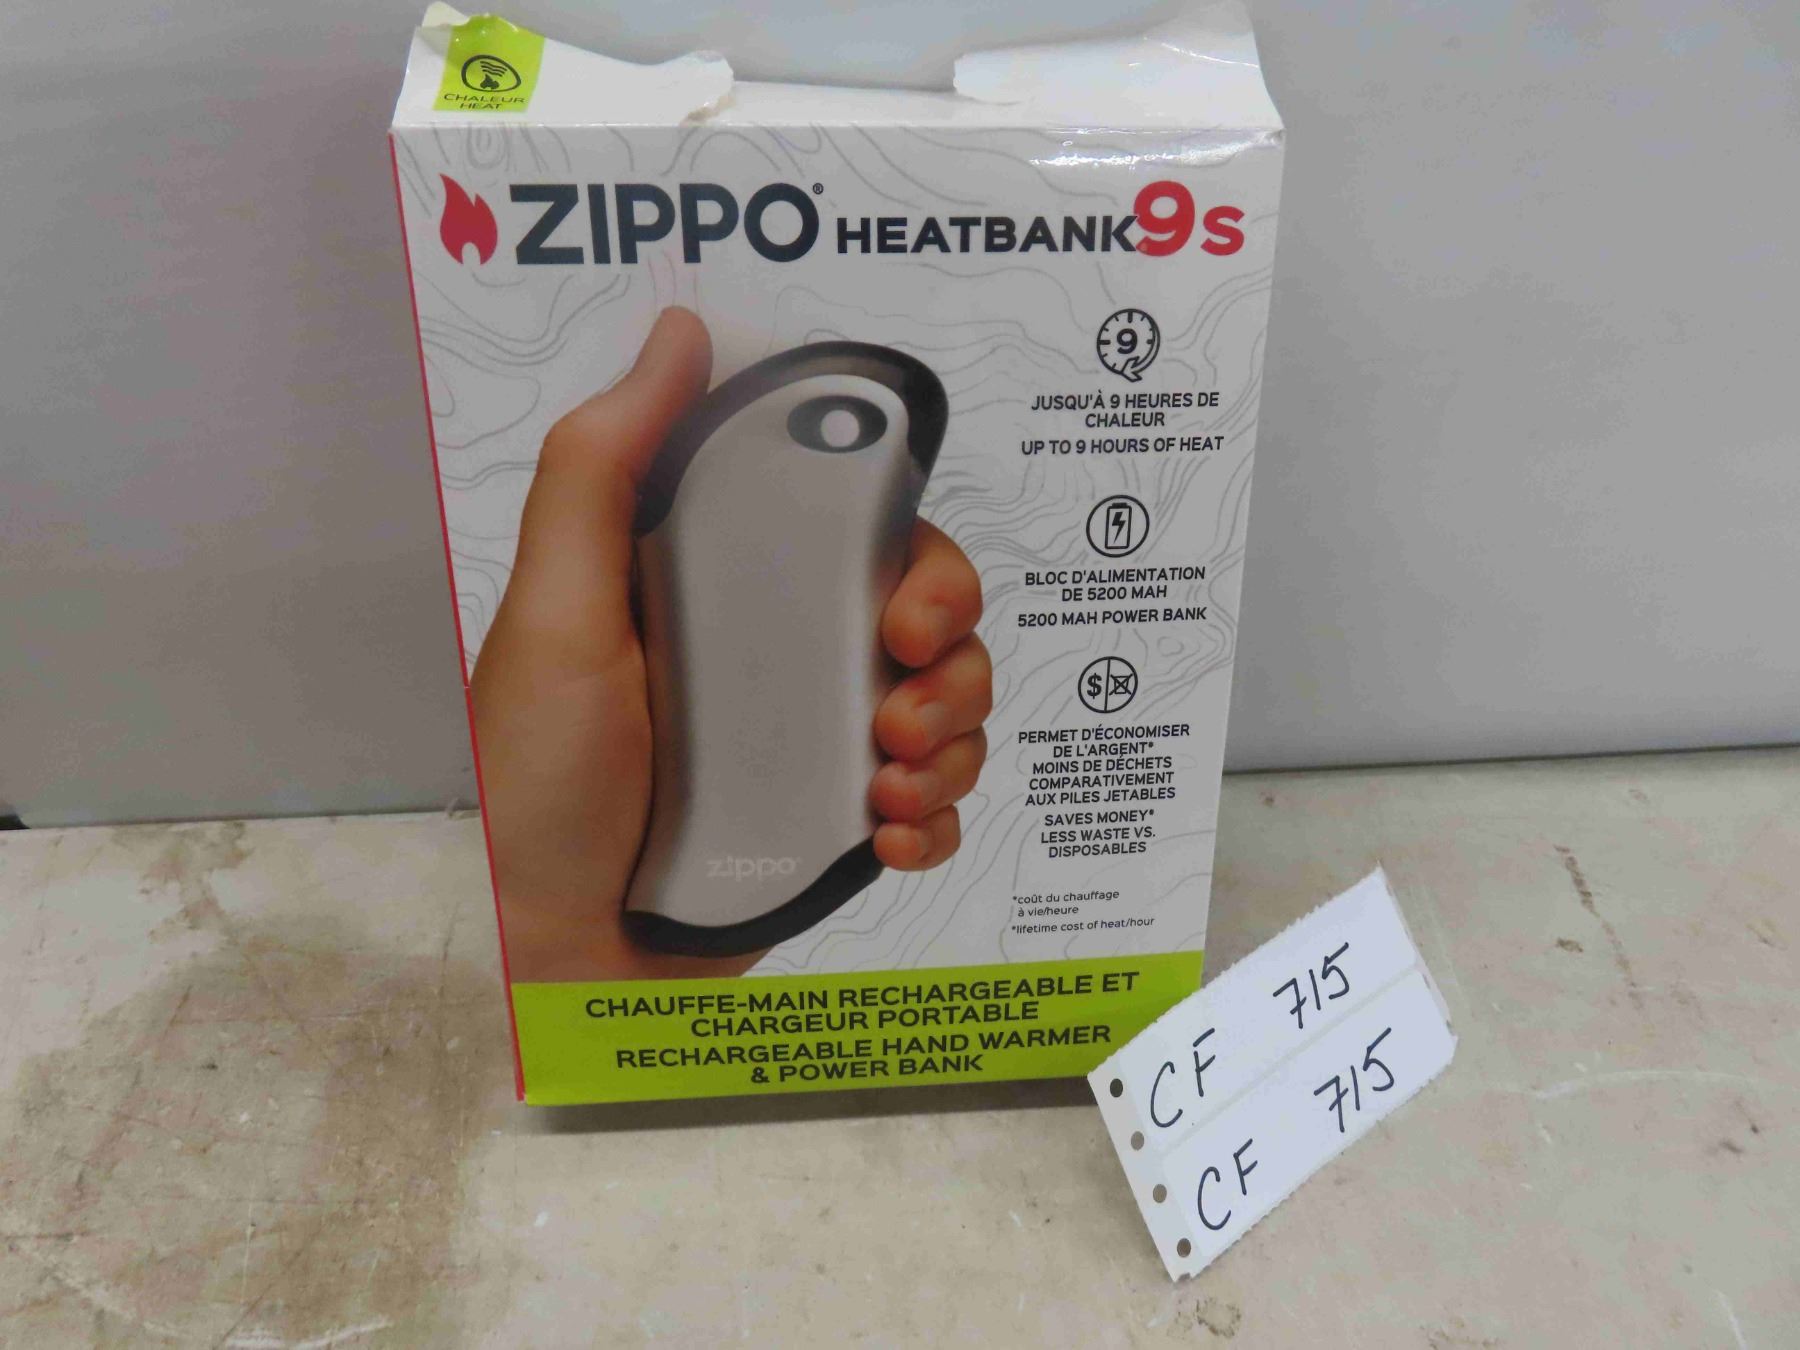 CHALEUR
HEAT
ZIPPO® HEATBANK® 9s
9
JUSQU'À 9 HEURES DE
CHALEUR
UP TO 9 HOURS OF HEAT
BLOC D'ALIMENTATION
DE 5200 MAH
5200 MAH POWER BANK
$
PERMET D'ÉCONOMISER
DE L'ARGENT*
MOINS DE DÉCHETS
COMPARATIVEMENT
AUX PILES JETABLES
SAVES MONEY*
LESS WASTE VS.
DISPOSABLES
*coût du chauffage
à vie/heure
*lifetime cost of heat/hour
zippo
CHAUFFE-MAIN RECHARGEABLE ET
CHARGEUR PORTABLE
RECHARGEABLE HAND WARMER
& POWER BANK
CF 715
CF 715